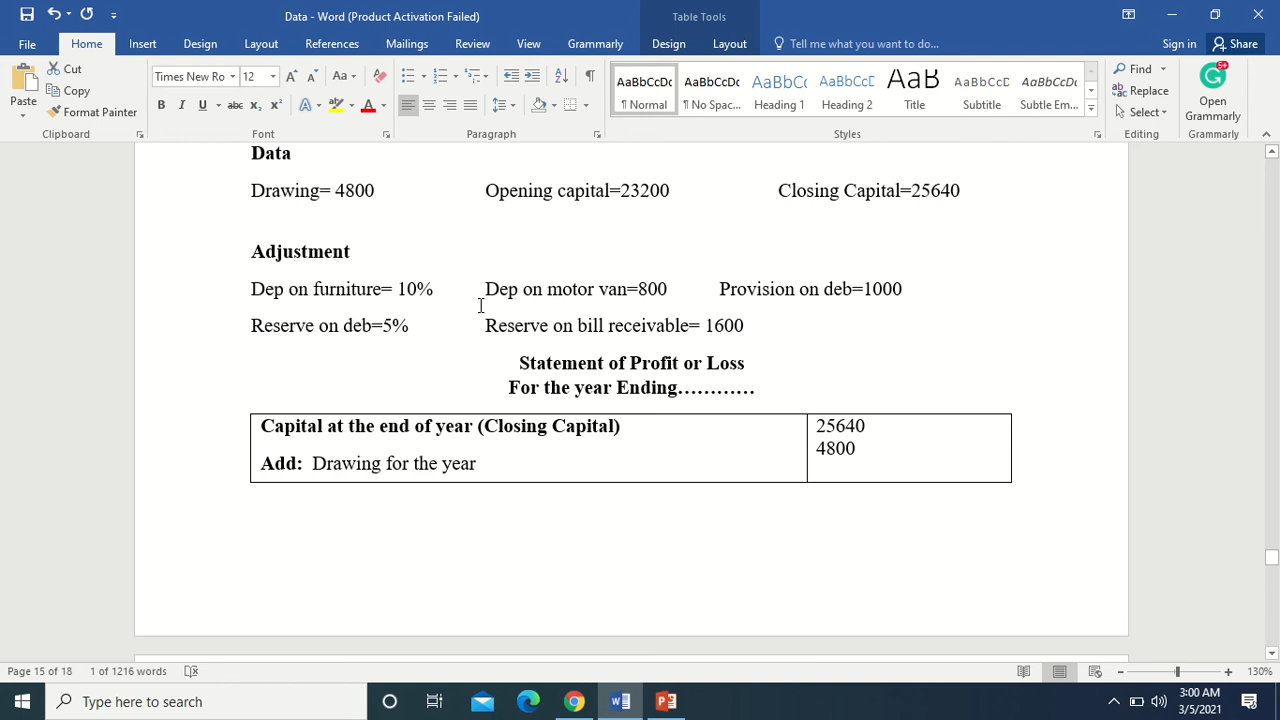 Data - Word (Product Activation Failed)
Table Tools
File Home Insert Design Layout References Mailings Review View Grammarly Design Layout Tell me what you want to do... Sign in Share
Paste Cut Copy Format Painter
Times New Ro 12
AaBbCcDc AaBbCcDc AaBbCc AaBbCcD AaB AaBbCcD AaBbCcDc
¶ Normal ¶ No Spac... Heading 1 Heading 2 Title Subtitle Subtle Em...
Find
Replace
Select
Open
Grammarly
Clipboard Font Paragraph Styles Editing Grammarly
Data
Drawing= 4800 Opening capital=23200 Closing Capital=25640
Adjustment
Dep on furniture= 10% Dep on motor van=800 Provision on deb=1000
Reserve on deb=5% Reserve on bill receivable= 1600
Statement of Profit or Loss
For the year Ending…………
Capital at the end of year (Closing Capital) 25640
4800
Add: Drawing for the year
Page 15 of 18 1 of 1216 words 130%
Type here to search
3:00 AM
3/5/2021